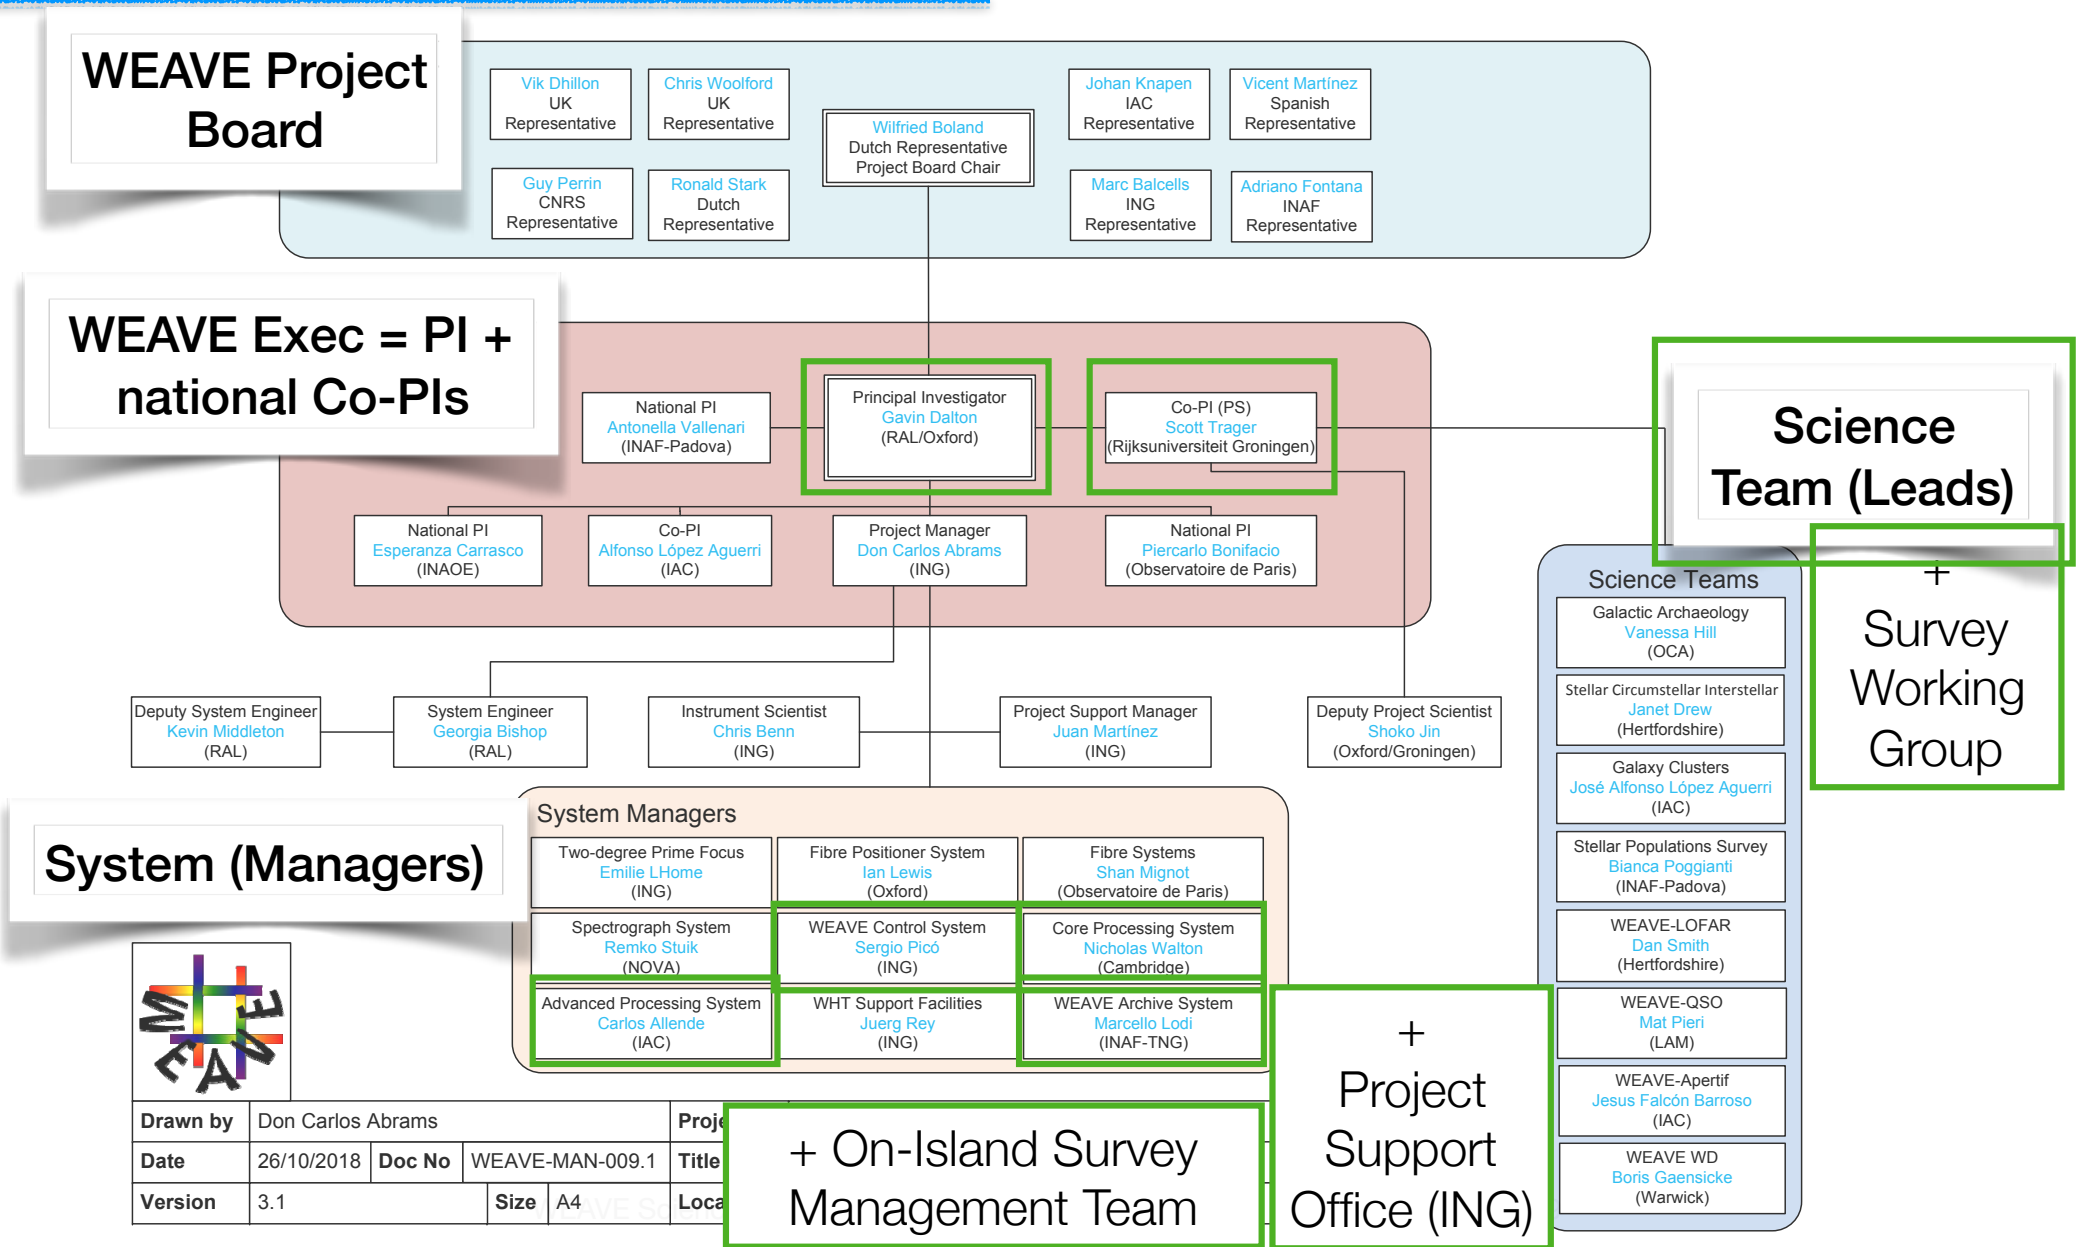 WEAVE Project
Board
Vik Dhillon
UK
Representative
Chris Woolford
UK
Representative
Wilfried Boland
Dutch Representative
Project Board Chair
Johan Knapen
IAC
Representative
Vicent Martínez
Spanish
Representative
Guy Perrin
CNRS
Representative
Ronald Stark
Dutch
Representative
Marc Balcells
ING
Representative
Adriano Fontana
INAF
Representative
WEAVE Exec = PI +
national Co-PIs
National PI
Antonella Vallenari
(INAF-Padova)
Principal Investigator
Gavin Dalton
(RAL/Oxford)
Co-PI (PS)
Scott Trager
(Rijksuniversiteit Groningen)
National PI
Esperanza Carrasco
(INAOE)
Co-PI
Alfonso López Aguerri
(IAC)
Project Manager
Don Carlos Abrams
(ING)
National PI
Piercarlo Bonifacio
(Observatoire de Paris)
Science
Team (Leads)
+
Survey
Working
Group
Deputy System Engineer
Kevin Middleton
(RAL)
System Engineer
Georgia Bishop
(RAL)
Instrument Scientist
Chris Benn
(ING)
Project Support Manager
Juan Martínez
(ING)
Deputy Project Scientist
Shoko Jin
(Oxford/Groningen)
Science Teams
Galactic Archaeology
Vanessa Hill
(OCA)
Stellar Circumstellar Interstellar
Janet Drew
(Hertfordshire)
Galaxy Clusters
José Alfonso López Aguerri
(IAC)
Stellar Populations Survey
Bianca Poggianti
(INAF-Padova)
WEAVE-LOFAR
Dan Smith
(Hertfordshire)
WEAVE-QSO
Mat Pieri
(LAM)
WEAVE-Apertif
Jesus Falcón Barroso
(IAC)
WEAVE WD
Boris Gaensicke
(Warwick)
System (Managers)
System Managers
Two-degree Prime Focus
Emilie LHome
(ING)
Fibre Positioner System
Ian Lewis
(Oxford)
Fibre Systems
Shan Mignot
(Observatoire de Paris)
Spectrograph System
Remko Stuik
(NOVA)
WEAVE Control System
Sergio Picó
(ING)
Core Processing System
Nicholas Walton
(Cambridge)
Advanced Processing System
Carlos Allende
(IAC)
WHT Support Facilities
Juerg Rey
(ING)
WEAVE Archive System
Marcello Lodi
(INAF-TNG)
WEAVE
+
Project
Support
Office (ING)
+ On-Island Survey
Management Team
Drawn by Don Carlos Abrams
Date 26/10/2018 Doc No WEAVE-MAN-009.1 Title
Version 3.1 Size A4